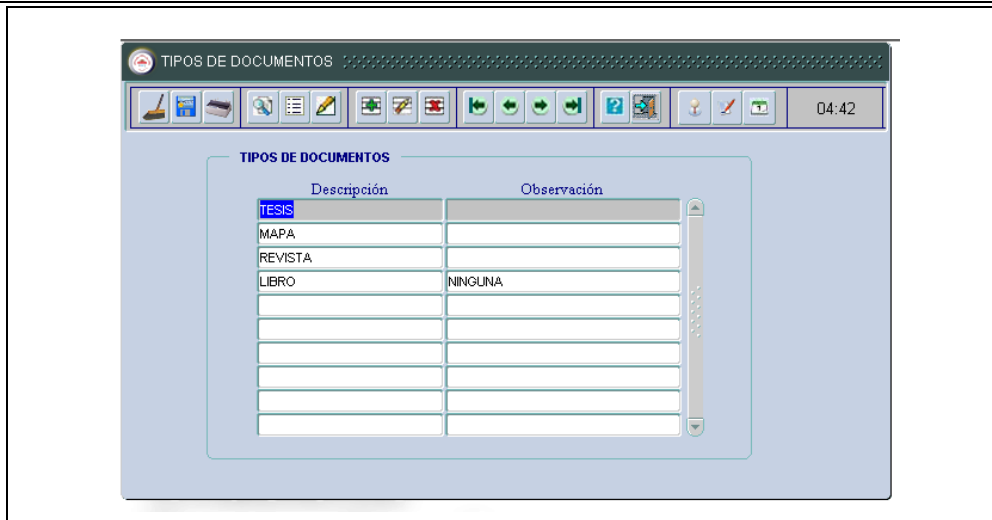 TIPOS DE DOCUMENTOS
04:42
TIPOS DE DOCUMENTOS
Descripción Observación
TESIS
MAPA
REVISTA
LIBRO NINGUNA